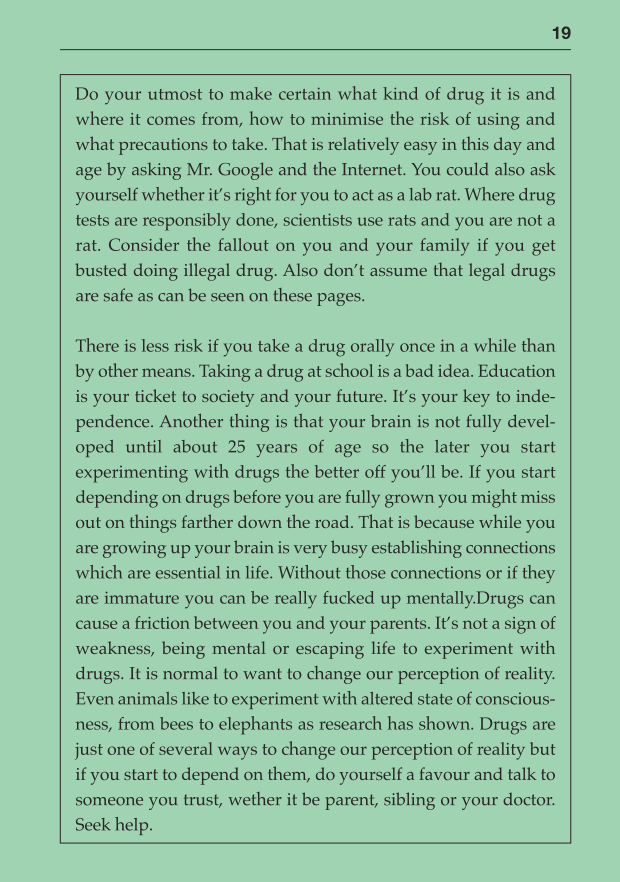 19
Do your utmost to make certain what kind of drug it is and
where it comes from, how to minimise the risk of using and
what precautions to take. That is relatively easy in this day and
age by asking Mr. Google and the Internet. You could also ask
yourself whether it’s right for you to act as a lab rat. Where drug
tests are responsibly done, scientists use rats and you are not a
rat. Consider the fallout on you and your family if you get
busted doing illegal drug. Also don’t assume that legal drugs
are safe as can be seen on these pages.
There is less risk if you take a drug orally once in a while than
by other means. Taking a drug at school is a bad idea. Education
is your ticket to society and your future. It’s your key to inde-
pendence. Another thing is that your brain is not fully devel-
oped until about 25 years of age so the later you start
experimenting with drugs the better off you’ll be. If you start
depending on drugs before you are fully grown you might miss
out on things farther down the road. That is because while you
are growing up your brain is very busy establishing connections
which are essential in life. Without those connections or if they
are immature you can be really fucked up mentally.Drugs can
cause a friction between you and your parents. It’s not a sign of
weakness, being mental or escaping life to experiment with
drugs. It is normal to want to change our perception of reality.
Even animals like to experiment with altered state of conscious-
ness, from bees to elephants as research has shown. Drugs are
just one of several ways to change our perception of reality but
if you start to depend on them, do yourself a favour and talk to
someone you trust, wether it be parent, sibling or your doctor.
Seek help.